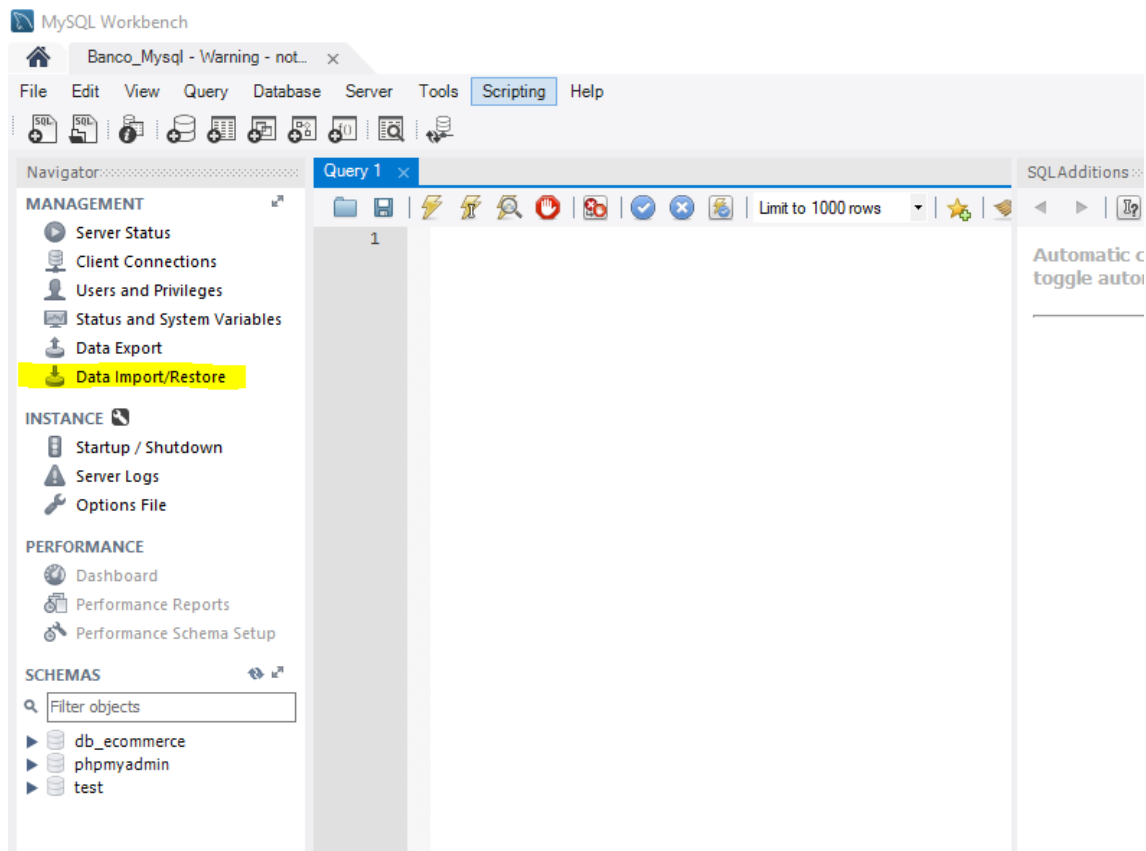 MySQL Workbench
Banco_Mysql - Warning - not...
File Edit View Query Database Server Tools Scripting Help
Navigator
Query 1
SQLAdditions
MANAGEMENT
Server Status
Client Connections
Users and Privileges
Status and System Variables
Data Export
Data Import/Restore
INSTANCE
Startup / Shutdown
Server Logs
Options File
PERFORMANCE
Dashboard
Performance Reports
Performance Schema Setup
SCHEMAS
Filter objects
db_ecommerce
phpmyadmin
test
Limit to 1000 rows
1
Automatic c
toggle autor